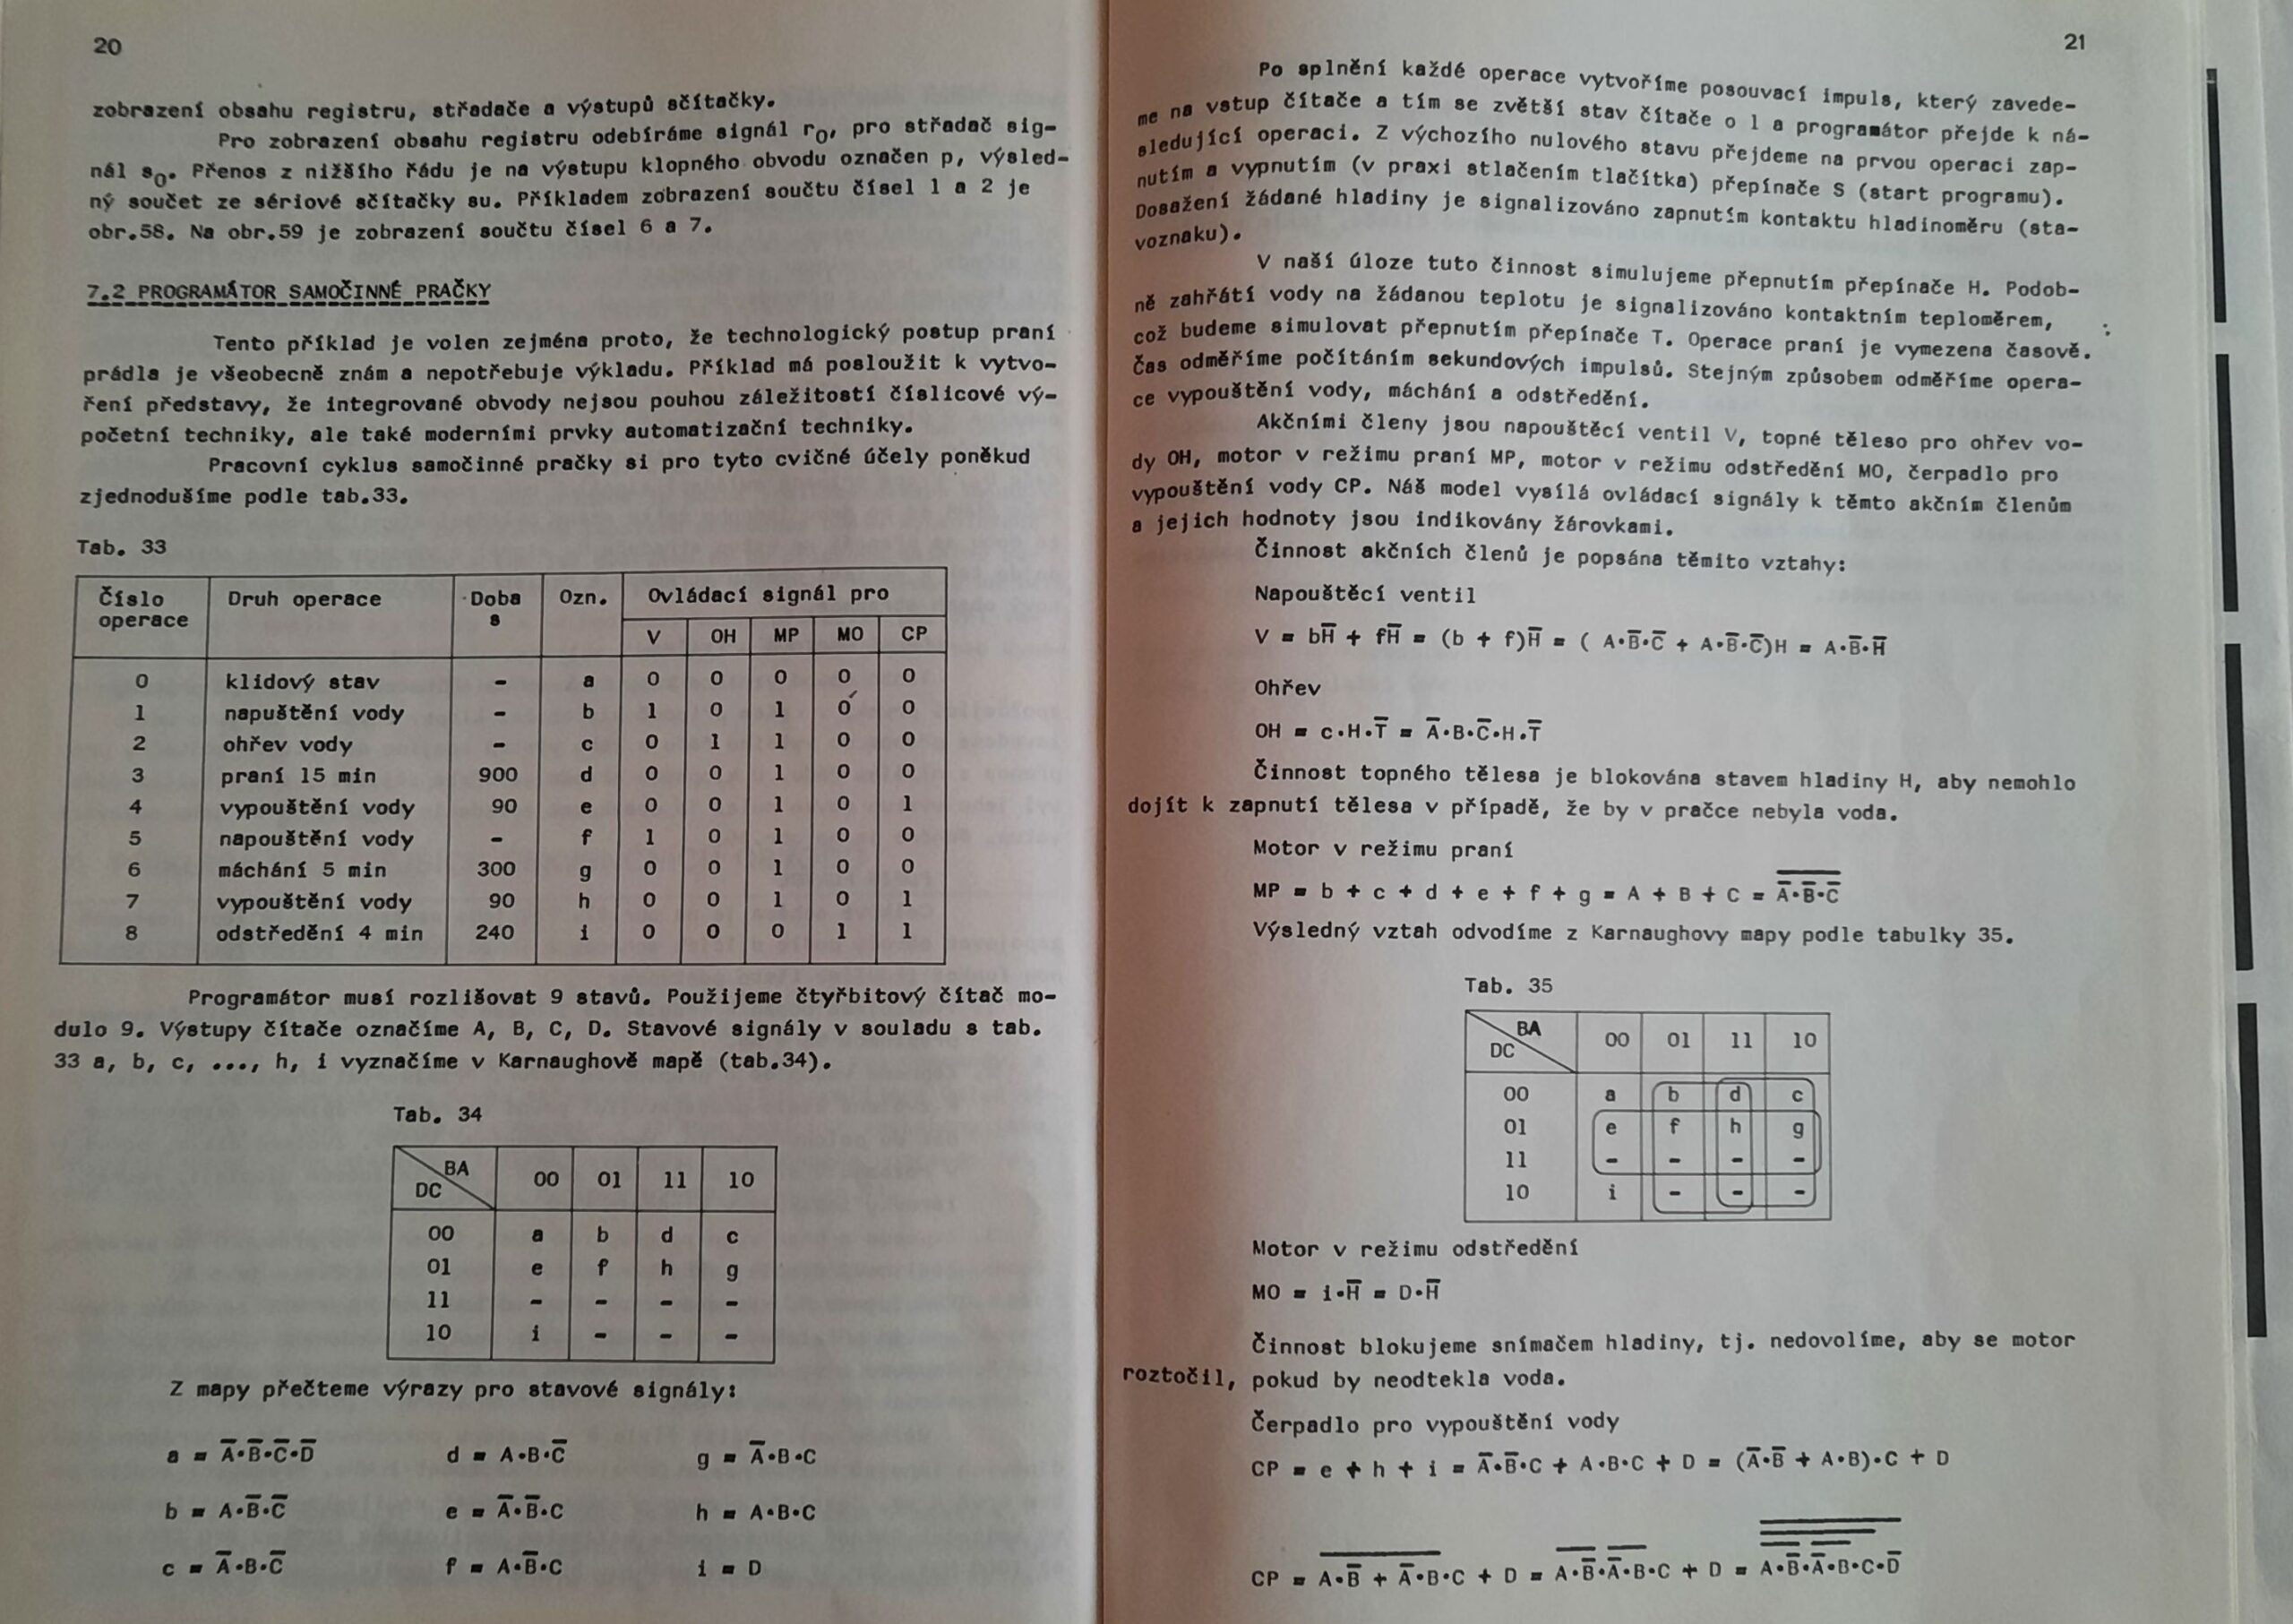 20
zobrazení obsahu registru, střadače a výstupů sčítačky.
Pro zobrazení obsahu registru odebíráme signál r₀, pro střadač sig-
nál s₀. Přenos z nižšího řádu je na výstupu klopného obvodu označen p, výsled-
ný součet ze sériové sčítačky su. Příkladem zobrazení součtu čísel 1 a 2 je
obr.58. Na obr.59 je zobrazení součtu čísel 6 a 7.
7.2 PROGRAMÁTOR SAMOČINNÉ PRAČKY
Tento příklad je volen zejména proto, že technologický postup praní
prádla je všeobecně znám a nepotřebuje výkladu. Příklad má posloužit k vytvo-
ření představy, že integrované obvody nejsou pouhou záležitostí číslicové vý-
početní techniky, ale také moderními prvky automatizační techniky.
Pracovní cyklus samočinné pračky si pro tyto cvičné účely poněkud
zjednodušíme podle tab.33.
Tab. 33
Číslo operace Druh operace Doba s Ozn. Ovládací signál pro
V OH MP MO CP
0 klidový stav - a 0 0 0 0 0
1 napuštění vody - b 1 0 1 0 0
2 ohřev vody - c 0 1 1 0 0
3 praní 15 min 900 d 0 0 1 0 0
4 vypouštění vody 90 e 0 0 1 0 1
5 napouštění vody - f 1 0 1 0 0
6 máchání 5 min 300 g 0 0 1 0 0
7 vypouštění vody 90 h 0 0 1 0 1
8 odstředění 4 min 240 i 0 0 0 1 1
Programátor musí rozlišovat 9 stavů. Použijeme čtyřbitový čítač mo-
dulo 9. Výstupy čítače označíme A, B, C, D. Stavové signály v souladu s tab.
33 a, b, c, ..., h, i vyznačíme v Karnaughově mapě (tab.34).
Tab. 34
BA
DC 00 01 11 10
00 a b d c
01 e f h g
11 - - - -
10 i - - -
Z mapy přečteme výrazy pro stavové signály:
a = A̅·B̅·C̅·D̅ d = A·B·C̅ g = A̅·B·C
b = A·B̅·C̅ e = A̅·B̅·C h = A·B·C
c = A̅·B·C̅ f = A·B̅·C i = D
21
Po splnění každé operace vytvoříme posouvací impuls, který zavede-
me na vstup čítače a tím se zvětší stav čítače o 1 a programátor přejde k ná-
sledující operaci. Z výchozího nulového stavu přejdeme na prvou operaci zap-
nutím a vypnutím (v praxi stlačením tlačítka) přepínače S (start programu).
Dosažení žádané hladiny je signalizováno zapnutím kontaktu hladinoměru (sta-
voznaku).
V naší úloze tuto činnost simulujeme přepnutím přepínače H. Podob-
ně zahřátí vody na žádanou teplotu je signalizováno kontaktním teploměrem,
což budeme simulovat přepnutím přepínače T. Operace praní je vymezena časově.
Čas odměříme počítáním sekundových impulsů. Stejným způsobem odměříme opera-
ce vypouštění vody, máchání a odstředění.
Akčními členy jsou napouštěcí ventil V, topné těleso pro ohřev vo-
dy OH, motor v režimu praní MP, motor v režimu odstředění MO, čerpadlo pro
vypouštění vody CP. Náš model vysílá ovládací signály k těmto akčním členům
a jejich hodnoty jsou indikovány žárovkami.
Činnost akčních členů je popsána těmito vztahy:
Napouštěcí ventil
V = bH̅ + fH̅ = (b + f)H̅ = ( A·B̅·C̅ + A·B̅·C̅)H = A·B̅·H̅
Ohřev
OH = c·H·T̅ = A̅·B·C̅·H·T̅
Činnost topného tělesa je blokována stavem hladiny H, aby nemohlo
dojít k zapnutí tělesa v případě, že by v pračce nebyla voda.
Motor v režimu praní
MP = b + c + d + e + f + g = A + B + C = A̅·B̅·C̅
Výsledný vztah odvodíme z Karnaughovy mapy podle tabulky 35.
Tab. 35
BA
DC 00 01 11 10
00 a b d c
01 e f h g
11 - - - -
10 i - - -
Motor v režimu odstředění
MO = i·H̅ = D·H̅
Činnost blokujeme snímačem hladiny, tj. nedovolíme, aby se motor
roztočil, pokud by neodtekla voda.
Čerpadlo pro vypouštění vody
CP = e + h + i = A̅·B̅·C + A·B·C + D = (A̅·B̅ + A·B)·C + D
CP = A·B̅ + A̅·B·C + D = A·B̅·A̅·B·C + D = A·B̅·A̅·B·C·D̅